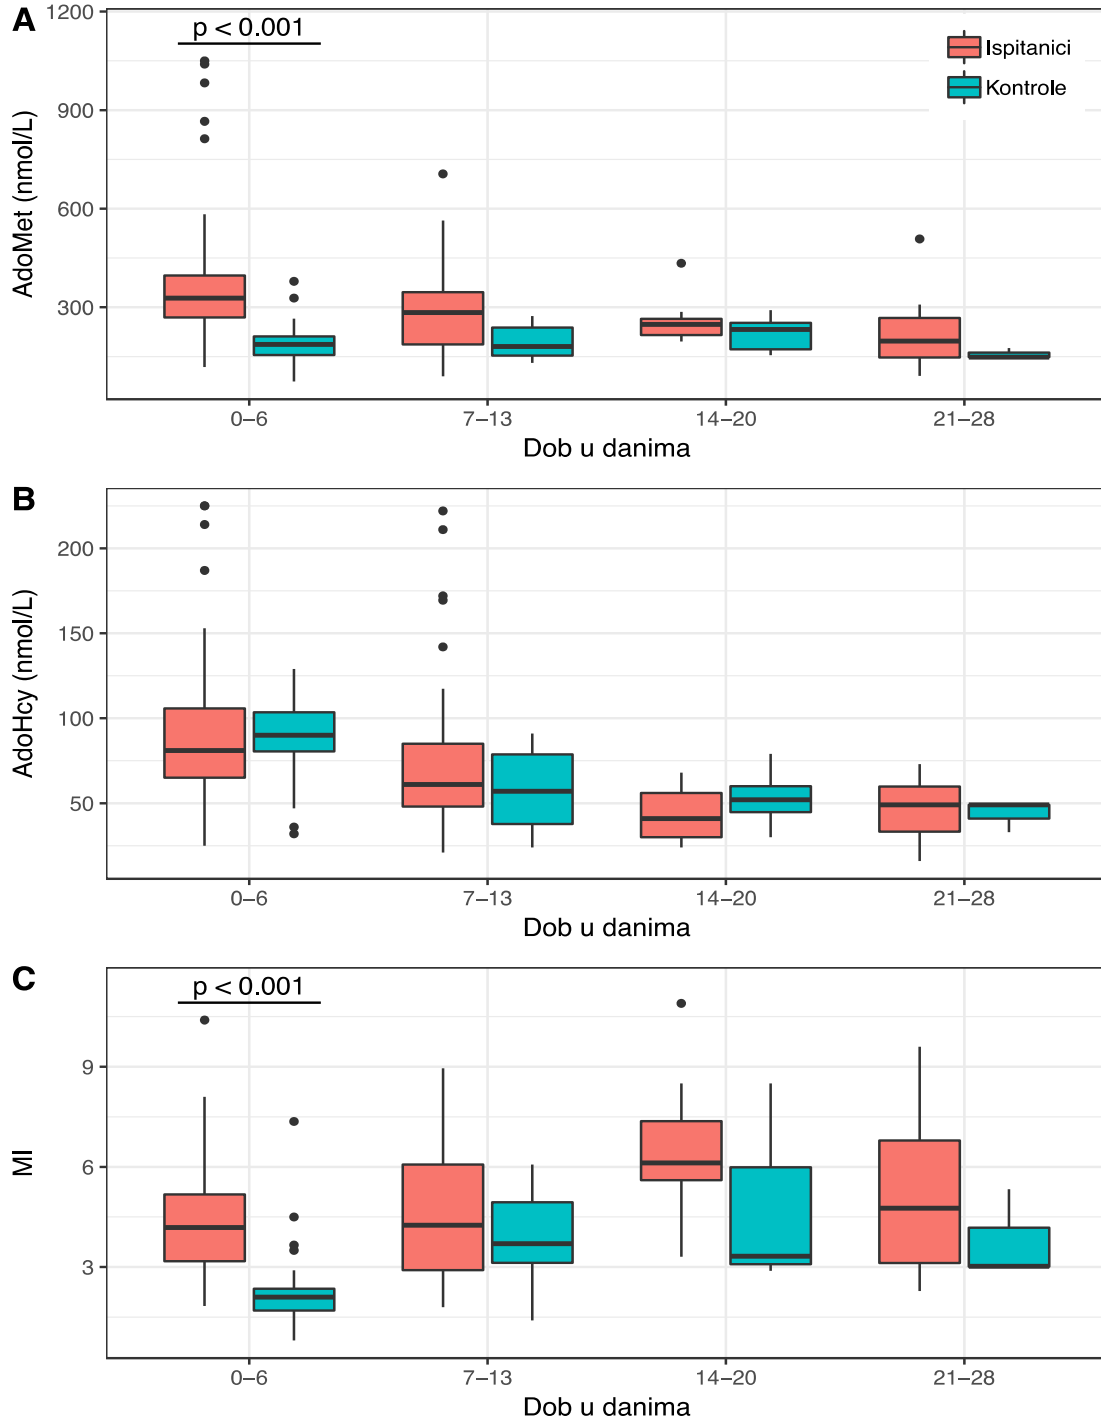 A
p < 0.001
Ispitanici
Kontrole
AdoMet (nmol/L)
1200
900
600
300
0–6
7–13
14–20
21–28
Dob u danima
B
AdoHcy (nmol/L)
200
150
100
50
0–6
7–13
14–20
21–28
Dob u danima
C
p < 0.001
MI
9
6
3
0–6
7–13
14–20
21–28
Dob u danima